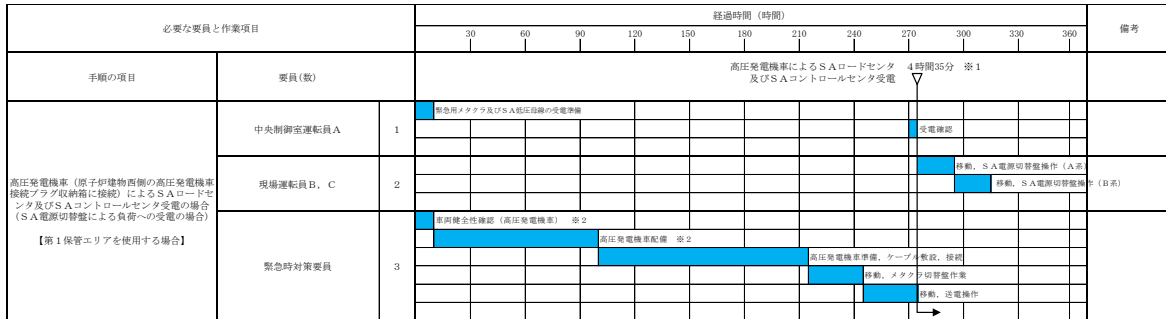 必要な要員と作業項目
経過時間（時間）
備考
30 60 90 120 150 180 210 240 270 300 330 360
手順の項目
要員(数)
高圧発電機車によるＳＡロードセンタ　４時間35分　※１
及びＳＡコントロールセンタ受電
高圧発電機車（原子炉建物西側の高圧発電機車
接続プラグ収納箱に接続）によるＳＡロードセ
ンタ及びＳＡコントロールセンタ受電の場合
（ＳＡ電源切替盤による負荷への受電の場合）
【第１保管エリアを使用する場合】
中央制御室運転員Ａ
1
緊急用メタクラ及びＳＡ低圧母線の受電準備
受電確認
現場運転員Ｂ，Ｃ
2
移動，ＳＡ電源切替盤操作（Ａ系）
移動，ＳＡ電源切替盤操作（Ｂ系）
緊急時対策要員
3
車両健全性確認（高圧発電機車）　※２
高圧発電機車配備　※２
高圧発電機車準備，ケーブル敷設，接続
移動，メタクラ切替盤作業
移動，送電操作